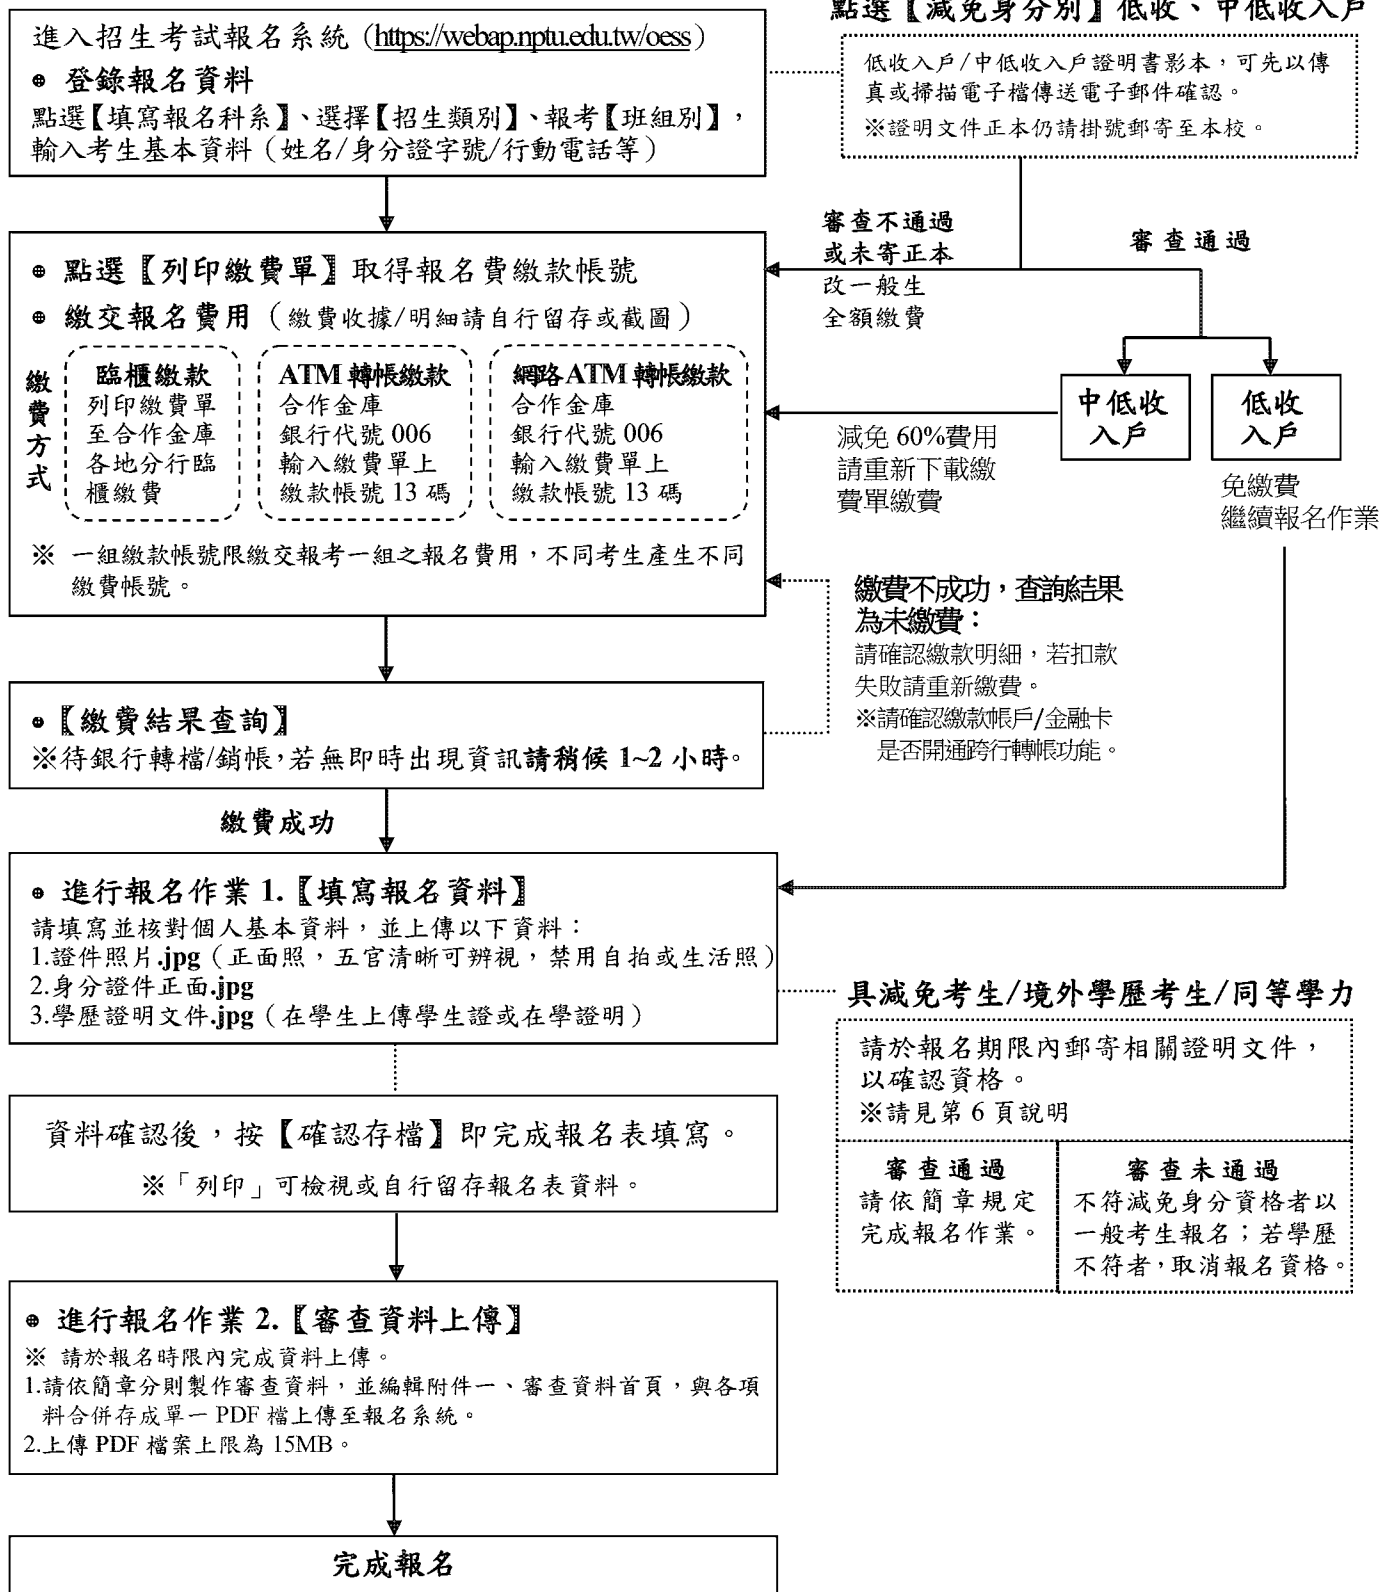 點選【減免身分別】低收、中低收入戶
進入招生考試報名系統（https://webap.nptu.edu.tw/oess）
登錄報名資料
點選【填寫報名科系】、選擇【招生類別】、報考【班組別】，
輸入考生基本資料（姓名/身分證字號/行動電話等）
低收入戶/中低收入戶證明書影本，可先以傳
真或掃描電子檔傳送電子郵件確認。
※證明文件正本仍請掛號郵寄至本校。
審查不通過
或未寄正本
改一般生
全額繳費
審查通過
點選【列印繳費單】取得報名費繳款帳號
繳交報名費用（繳費收據/明細請自行留存或截圖）
繳費方式
臨櫃繳款
列印繳費單
至合作金庫
各地分行臨
櫃繳費
ATM 轉帳繳款
合作金庫
銀行代號 006
輸入繳費單上
繳款帳號 13 碼
網路 ATM 轉帳繳款
合作金庫
銀行代號 006
輸入繳費單上
繳款帳號 13 碼
※ 一組繳款帳號限繳交報考一組之報名費用，不同考生產生不同
繳費帳號。
中低收
入戶
低收
入戶
減免 60%費用
請重新下載繳
費單繳費
免繳費
繼續報名作業
繳費不成功，查詢結果
為未繳費：
請確認繳款明細，若扣款
失敗請重新繳費。
※請確認繳款帳戶/金融卡
是否開通跨行轉帳功能。
【繳費結果查詢】
※待銀行轉檔/銷帳，若無即時出現資訊請稍候 1~2 小時。
繳費成功
進行報名作業 1.【填寫報名資料】
請填寫並核對個人基本資料，並上傳以下資料：
1.證件照片.jpg（正面照，五官清晰可辨視，禁用自拍或生活照）
2.身分證件正面.jpg
3.學歷證明文件.jpg（在學生上傳學生證或在學證明）
具減免考生/境外學歷考生/同等學力
請於報名期限內郵寄相關證明文件，
以確認資格。
※請見第 6 頁說明
審查通過
請依簡章規定
完成報名作業。
審查未通過
不符減免身分資格者以
一般考生報名；若學歷
不符者，取消報名資格。
資料確認後，按【確認存檔】即完成報名表填寫。
※「列印」可檢視或自行留存報名表資料。
進行報名作業 2.【審查資料上傳】
※ 請於報名時限內完成資料上傳。
1.請依簡章分則製作審查資料，並編輯附件一、審查資料首頁，與各項
料合併存成單一 PDF 檔上傳至報名系統。
2.上傳 PDF 檔案上限為 15MB。
完成報名